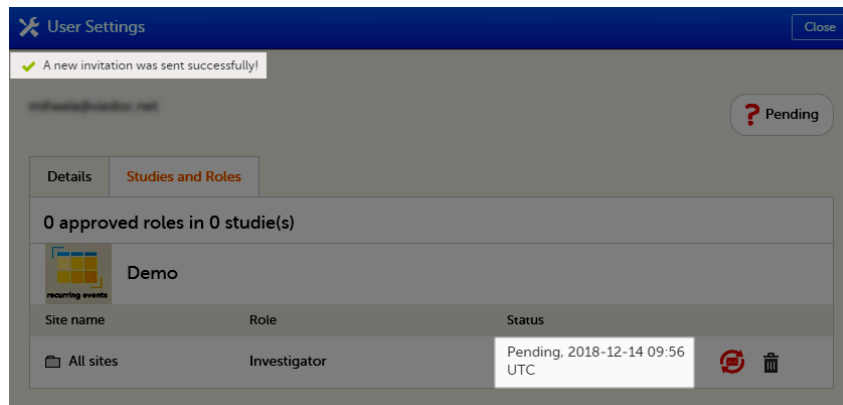 User Settings
Close
A new invitation was sent successfully!
Pending
Details
Studies and Roles
0 approved roles in 0 studie(s)
recurring events
Demo
Site name
Role
Status
All sites
Investigator
Pending, 2018-12-14 09:56
UTC